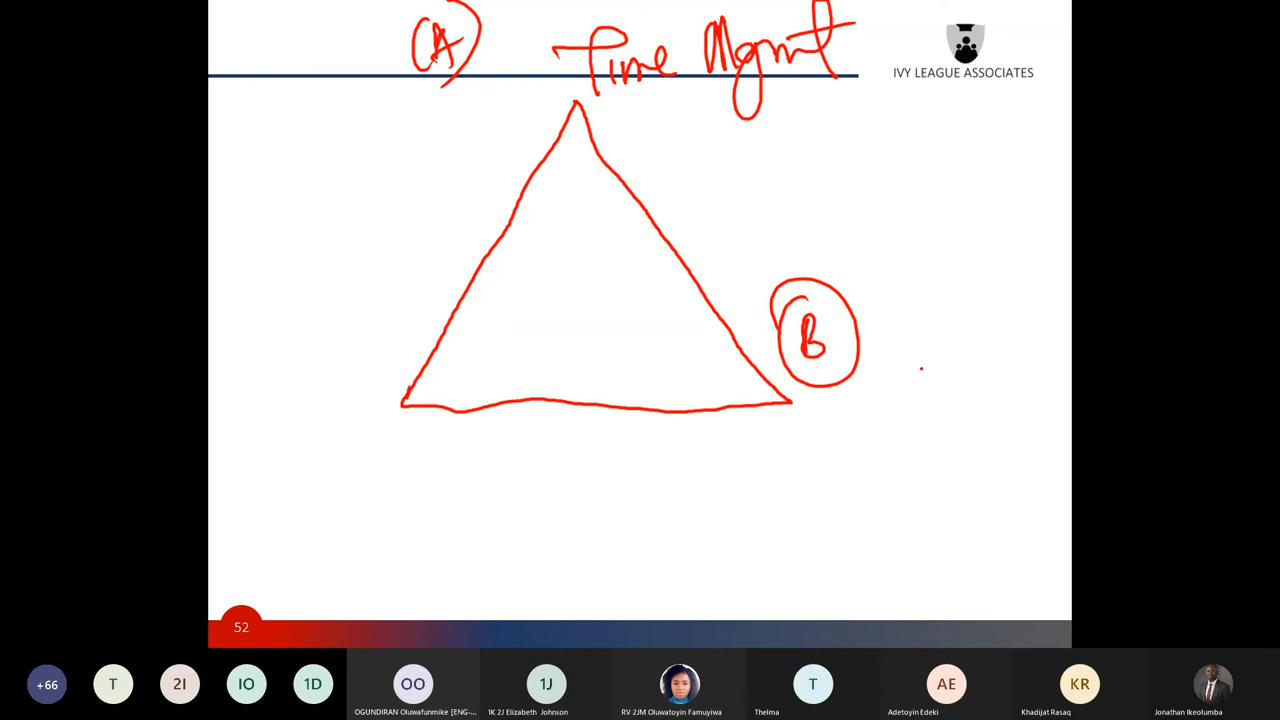 (A) Time Mgmt
IVY LEAGUE ASSOCIATES
B
52
+66
T
2I
IO
1D
OO
1J
T
AE
KR
OGUNDIRAN Oluwafunmike [ENG-...
1K 2J Elizabeth Johnson
RV 2JM Oluwatoyin Famuyiwa
Thelma
Adetoyin Edeki
Khadijat Rasaq
Jonathan Ikeolumba